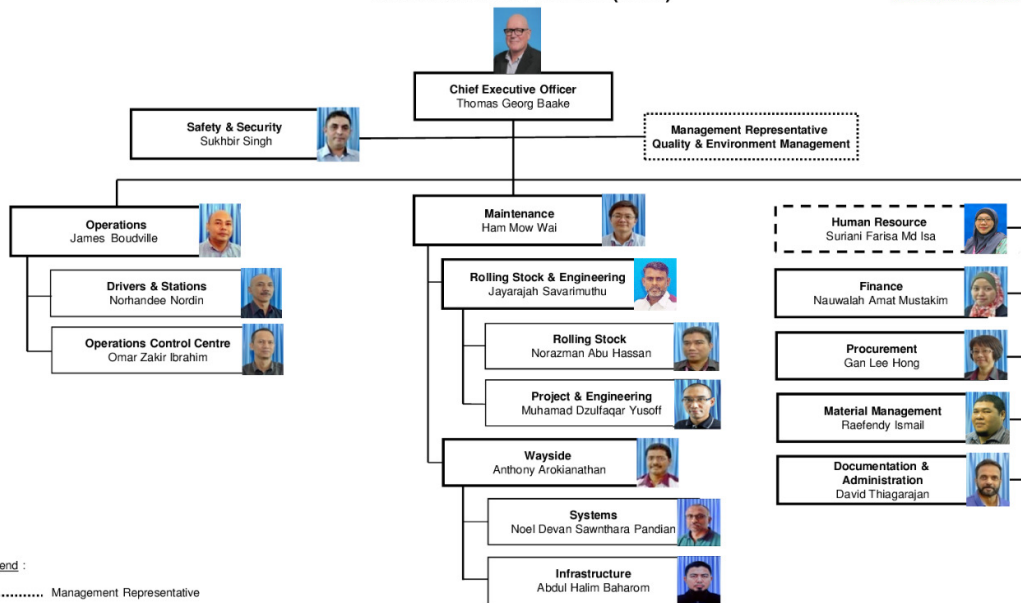 Chief Executive Officer
Thomas Georg Baake
Safety & Security
Sukhbir Singh
Management Representative
Quality & Environment Management
Operations
James Boudville
Maintenance
Ham Mow Wai
Human Resource
Suriani Farisa Md Isa
Drivers & Stations
Norhandee Nordin
Rolling Stock & Engineering
Jayarajah Savarimuthu
Finance
Nauwalah Amat Mustakim
Operations Control Centre
Omar Zakir Ibrahim
Rolling Stock
Norazman Abu Hassan
Procurement
Gan Lee Hong
Project & Engineering
Muhamad Dzulfaqar Yusoff
Material Management
Raefendy Ismail
Wayside
Anthony Arokianathan
Documentation &
Administration
David Thiagarajan
Systems
Noel Devan Sawnthara Pandian
Infrastructure
Abdul Halim Baharom
end :
Management Representative